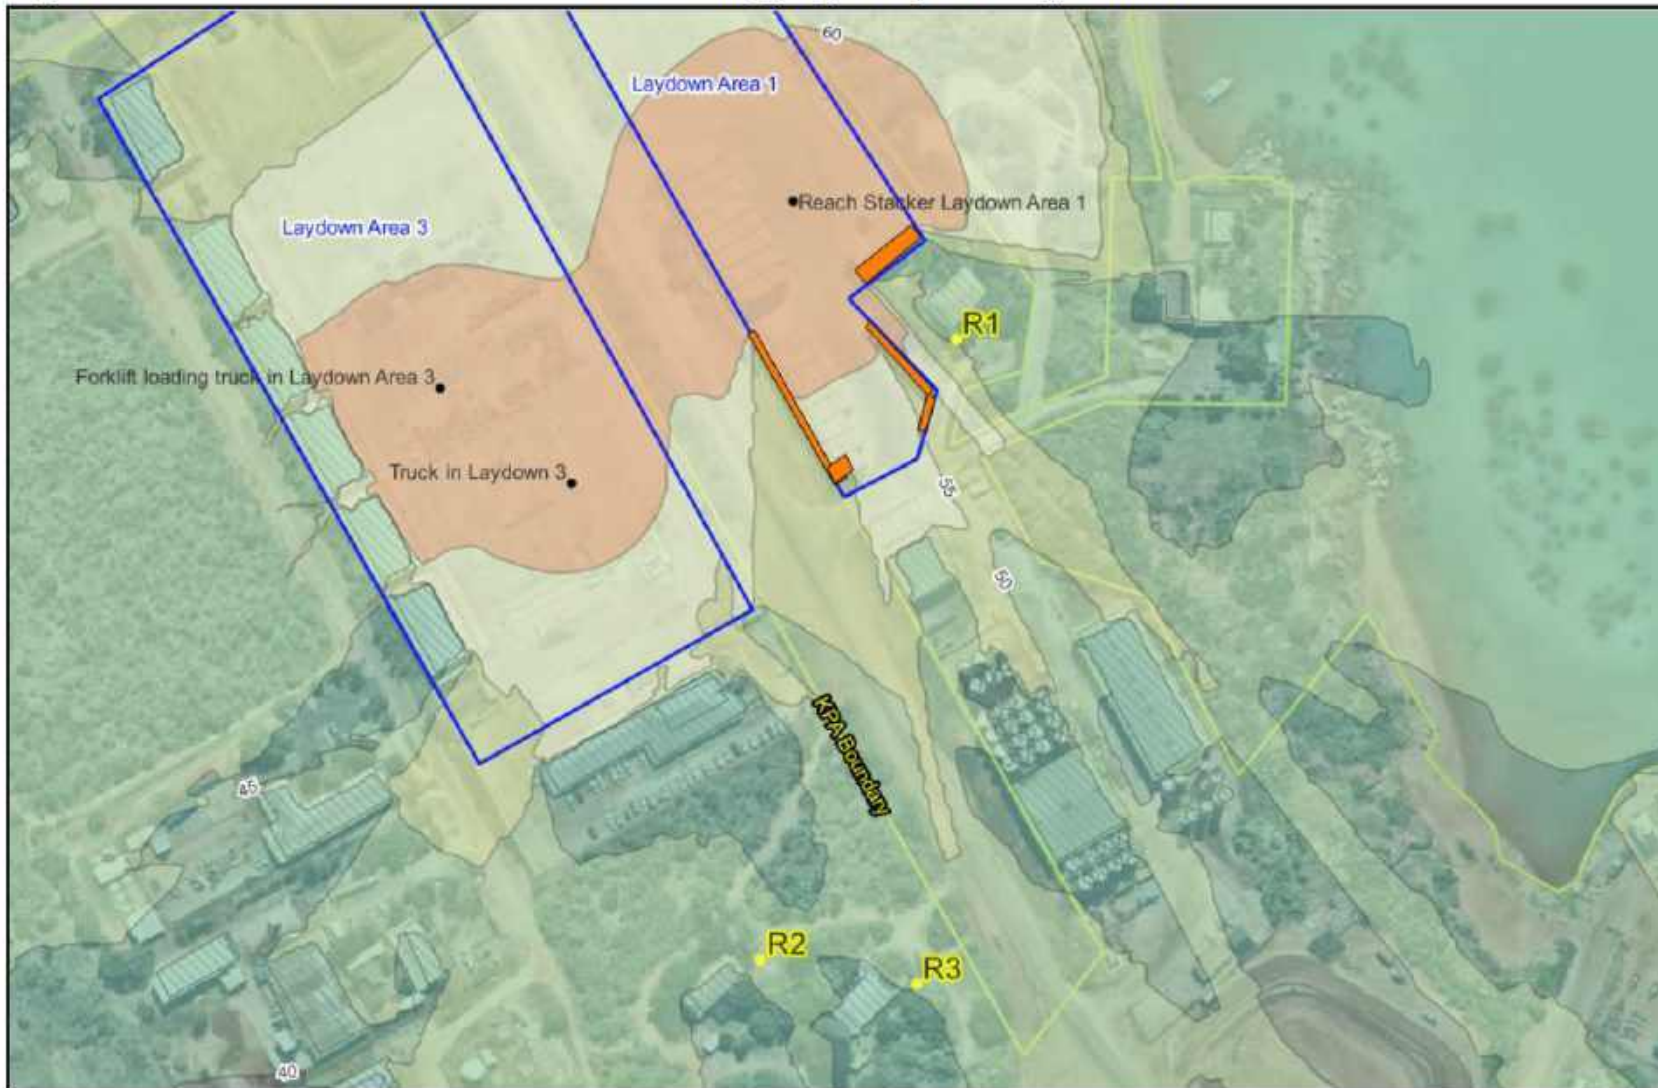 60
Laydown Area 1
Reach Stacker Laydown Area 1
Laydown Area 3
R1
Forklift loading truck in Laydown Area 3
Truck in Laydown 3
55
50
KPA Boundary
45
R2
R3
40